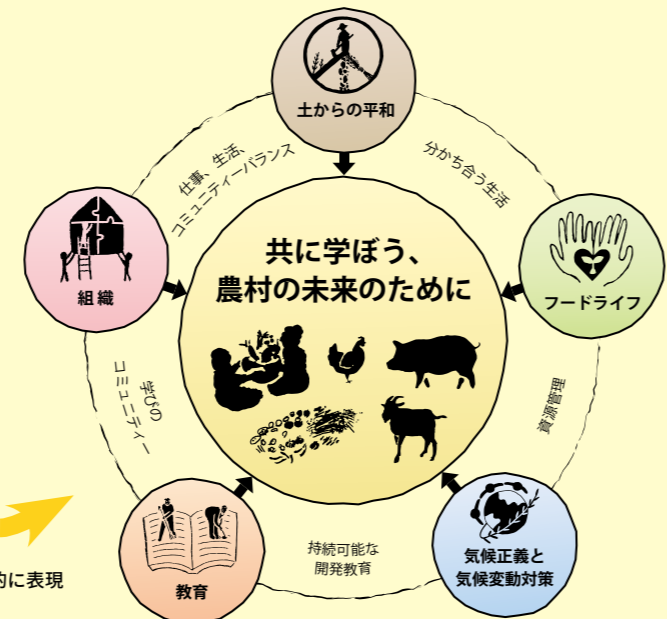 土からの平和
仕事、生活、
コミュニティーバランス
分かち合う生活
共に学ぼう、
農村の未来のために
組織
フードライフ
学びの
コミュニティー
資源管理
教育
持続可能な
開発教育
気候正義と
気候変動対策
的に表現